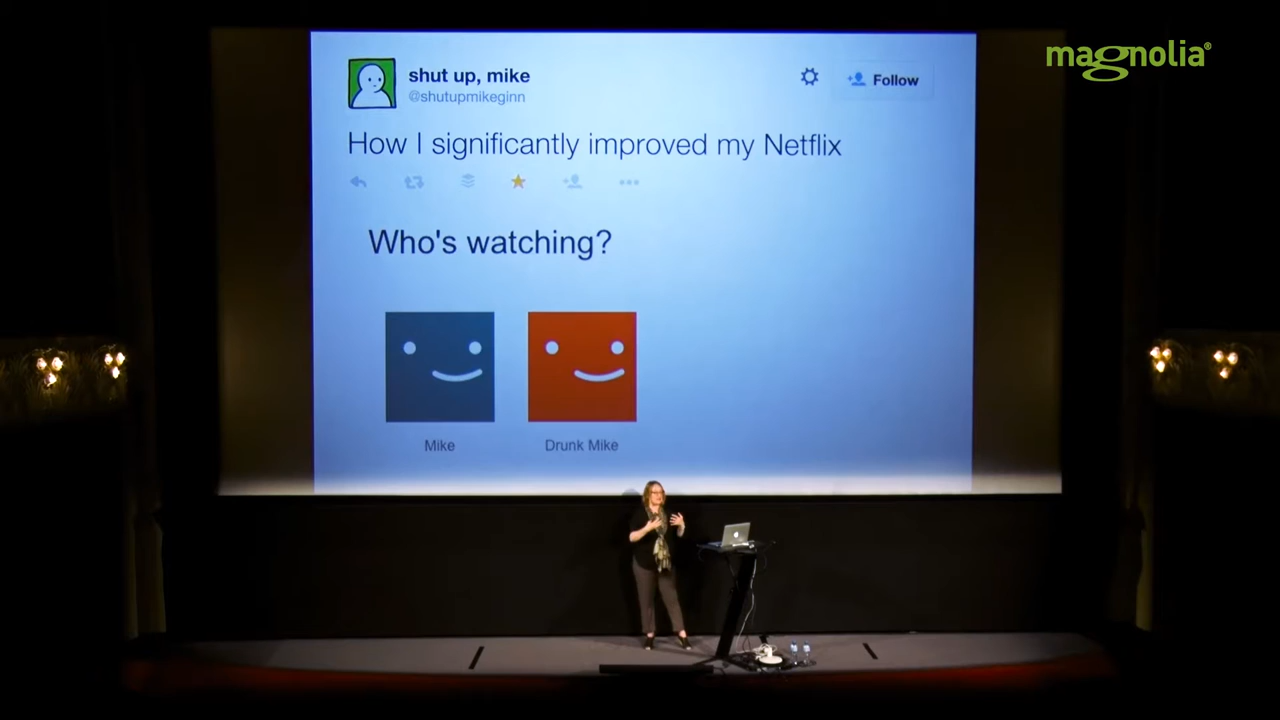 magnolia®
shut up, mike
@shutupmikeginn
Follow
How I significantly improved my Netflix
Who's watching?
Mike
Drunk Mike